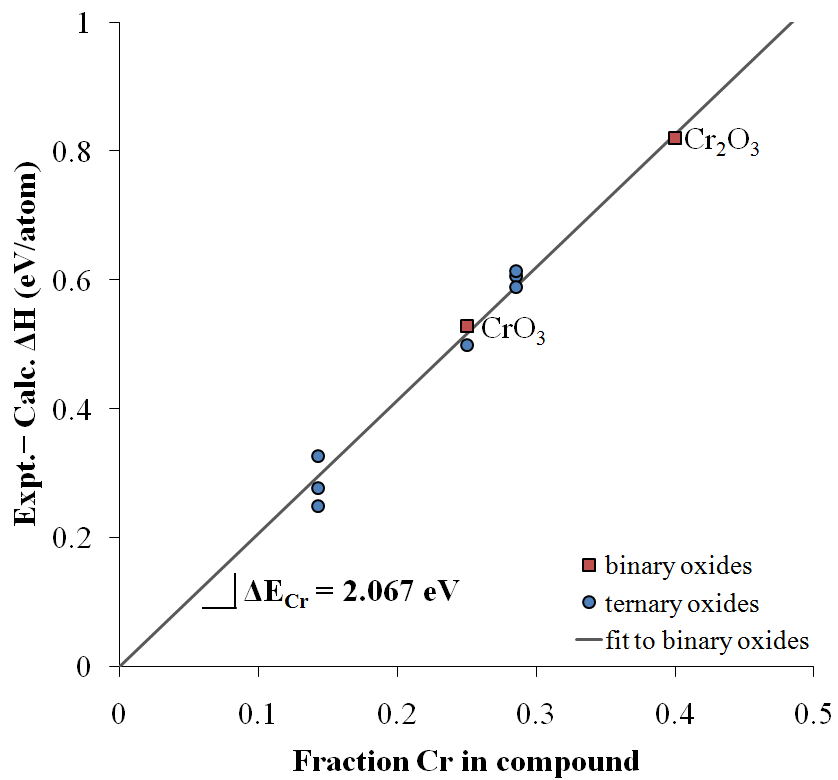 1
0.8
0.6
0.4
0.2
0
Expt.– Calc. ΔH (eV/atom)
Cr₂O₃
CrO₃
ΔE_Cr = 2.067 eV
binary oxides
ternary oxides
fit to binary oxides
0 0.1 0.2 0.3 0.4 0.5
Fraction Cr in compound